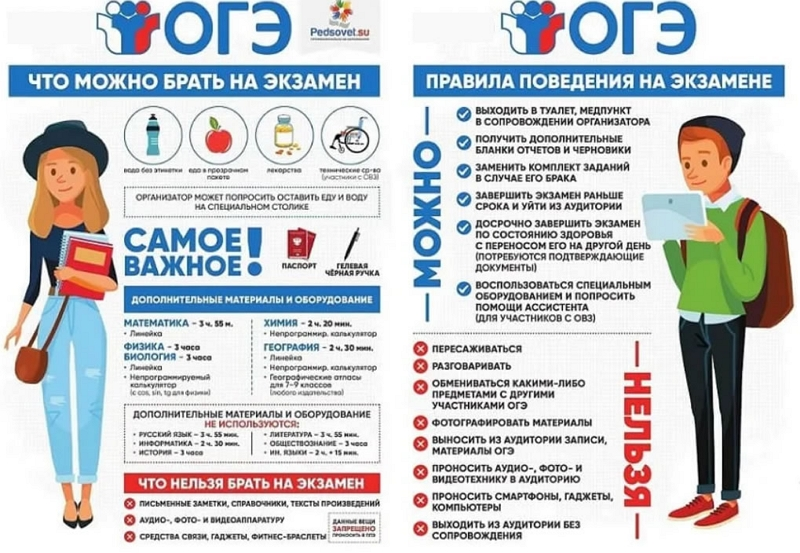 ОГЭ
Pedsovet.su
ЧТО МОЖНО БРАТЬ НА ЭКЗАМЕН
вода без этикетки
еда в прозрачном
пакете
лекарства
технические ср-ва
(участники с ОВЗ)
ОРГАНИЗАТОР МОЖЕТ ПОПРОСИТЬ ОСТАВИТЬ ЕДУ И ВОДУ
НА СПЕЦИАЛЬНОМ СТОЛИКЕ
САМОЕ
ВАЖНОЕ!
ПАСПОРТ
ГЕЛЕВАЯ
ЧЁРНАЯ РУЧКА
ДОПОЛНИТЕЛЬНЫЕ МАТЕРИАЛЫ И ОБОРУДОВАНИЕ
МАТЕМАТИКА – 3 ч. 55 м.
• Линейка
ФИЗИКА – 3 часа
БИОЛОГИЯ – 3 часа
• Линейка
• Непрограммируемый
калькулятор
(с cos, sin, tg для физики)
ХИМИЯ – 2 ч. 20 мин.
• Непрограммир. калькулятор
ГЕОГРАФИЯ – 2 ч. 30 мин.
• Линейка
• Непрограммир. калькулятор
• Географические атласы
для 7–9 классов
(любого издательства)
ДОПОЛНИТЕЛЬНЫЕ МАТЕРИАЛЫ И ОБОРУДОВАНИЕ
НЕ ИСПОЛЬЗУЮТСЯ:
• РУССКИЙ ЯЗЫК – 3 ч. 55 мин.
• ИНФОРМАТИКА – 2 ч. 30 мин.
• ИСТОРИЯ – 3 часа
• ЛИТЕРАТУРА – 3 ч. 55 мин.
• ОБЩЕСТВОЗНАНИЕ – 3 часа
• ИН. ЯЗЫКИ – 2 ч. + 15 мин.
ЧТО НЕЛЬЗЯ БРАТЬ НА ЭКЗАМЕН
ПИСЬМЕННЫЕ ЗАМЕТКИ, СПРАВОЧНИКИ, ТЕКСТЫ ПРОИЗВЕДЕНИЙ
АУДИО-, ФОТО- И ВИДЕОАППАРАТУРУ
СРЕДСТВА СВЯЗИ, ГАДЖЕТЫ, ФИТНЕС-БРАСЛЕТЫ
ДАННЫЕ ВЕЩИ
ЗАПРЕЩЕНО
ПРОНОСИТЬ В ППЭ
ОГЭ
ПРАВИЛА ПОВЕДЕНИЯ НА ЭКЗАМЕНЕ
МОЖНО
ВЫХОДИТЬ В ТУАЛЕТ, МЕДПУНКТ
В СОПРОВОЖДЕНИИ ОРГАНИЗАТОРА
ПОЛУЧИТЬ ДОПОЛНИТЕЛЬНЫЕ
БЛАНКИ ОТЧЕТОВ И ЧЕРНОВИКИ
ЗАМЕНИТЬ КОМПЛЕКТ ЗАДАНИЙ
В СЛУЧАЕ ЕГО БРАКА
ЗАВЕРШИТЬ ЭКЗАМЕН РАНЬШЕ
СРОКА И УЙТИ ИЗ АУДИТОРИИ
ДОСРОЧНО ЗАВЕРШИТЬ ЭКЗАМЕН
ПО СОСТОЯНИЮ ЗДОРОВЬЯ
С ПЕРЕНОСОМ ЕГО НА ДРУГОЙ ДЕНЬ
(ПОТРЕБУЮТСЯ ПОДТВЕРЖДАЮЩИЕ
ДОКУМЕНТЫ)
ВОСПОЛЬЗОВАТЬСЯ СПЕЦИАЛЬНЫМ
ОБОРУДОВАНИЕМ И ПОПРОСИТЬ
ПОМОЩИ АССИСТЕНТА
(ДЛЯ УЧАСТНИКОВ С ОВЗ)
НЕЛЬЗЯ
ПЕРЕСАЖИВАТЬСЯ
РАЗГОВАРИВАТЬ
ОБМЕНИВАТЬСЯ КАКИМИ-ЛИБО
ПРЕДМЕТАМИ С ДРУГИМИ
УЧАСТНИКАМИ ОГЭ
ФОТОГРАФИРОВАТЬ МАТЕРИАЛЫ
ВЫНОСИТЬ ИЗ АУДИТОРИИ ЗАПИСИ,
МАТЕРИАЛЫ ОГЭ
ПРОНОСИТЬ АУДИО-, ФОТО- И
ВИДЕОТЕХНИКУ В АУДИТОРИЮ
ПРОНОСИТЬ СМАРТФОНЫ, ГАДЖЕТЫ,
КОМПЬЮТЕРЫ
ВЫХОДИТЬ ИЗ АУДИТОРИИ БЕЗ
СОПРОВОЖДЕНИЯ